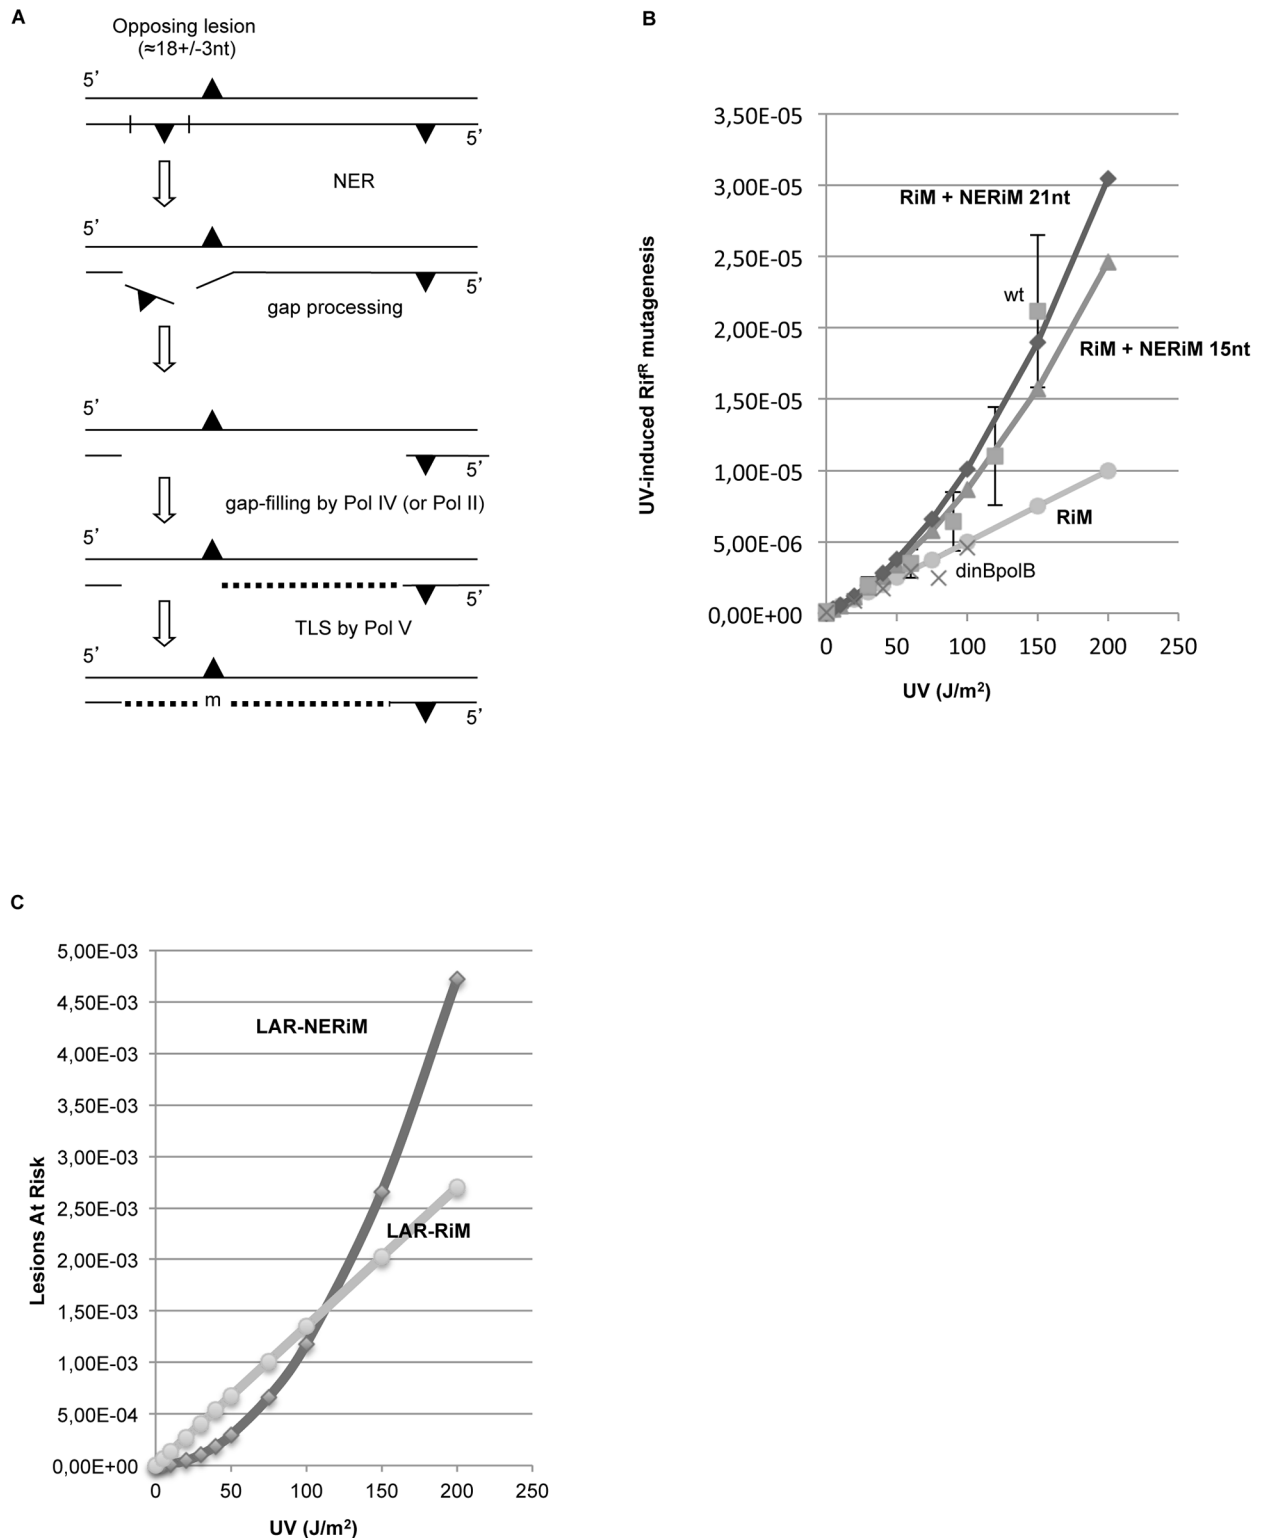 A
Opposing lesion
(≈18+/-3nt)
5’
5’
NER
5’
5’
gap processing
5’
5’
gap-filling by Pol IV (or Pol II)
5’
5’
TLS by Pol V
5’
m
5’
B
3,50E-05
3,00E-05
2,50E-05
2,00E-05
1,50E-05
1,00E-05
5,00E-06
0,00E+00
UV-induced Rifᴿ mutagenesis
RiM + NERiM 21nt
wt
RiM + NERiM 15nt
RiM
dinBpolB
0 50 100 150 200 250
UV (J/m²)
C
5,00E-03
4,50E-03
4,00E-03
3,50E-03
3,00E-03
2,50E-03
2,00E-03
1,50E-03
1,00E-03
5,00E-04
0,00E+00
Lesions At Risk
LAR-NERiM
LAR-RiM
0 50 100 150 200 250
UV (J/m²)